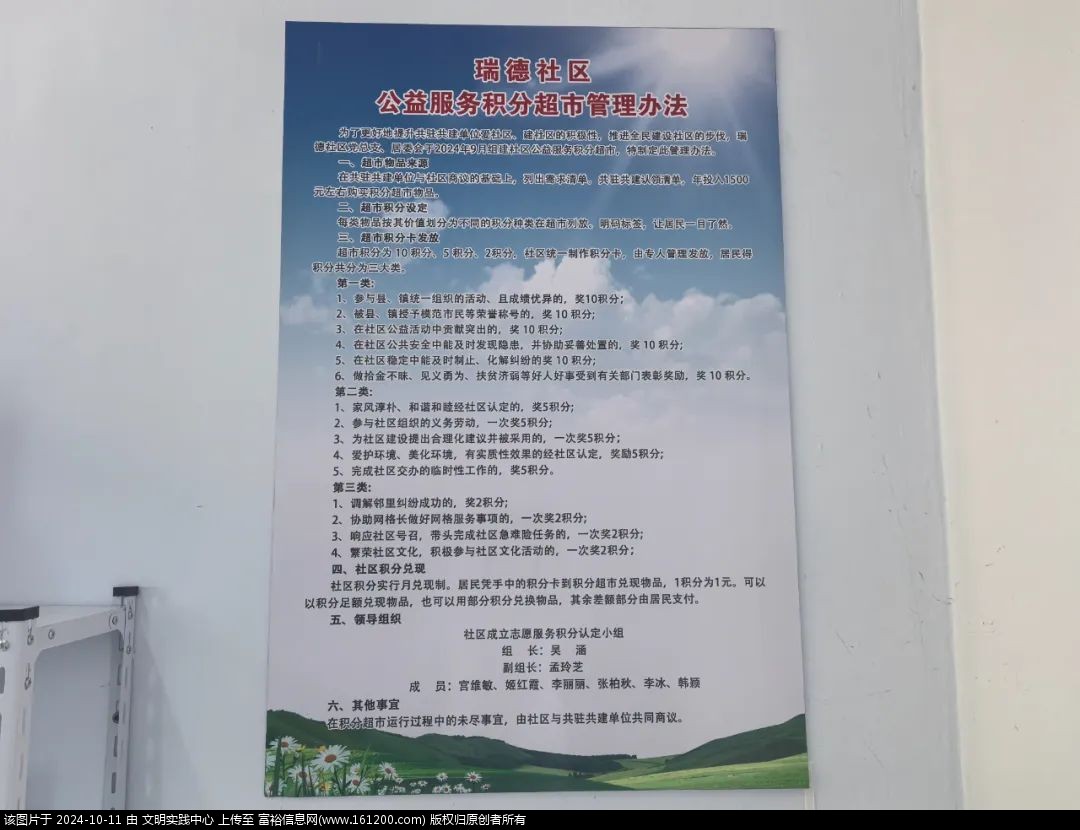 瑞德社区
公益服务积分超市管理办法
为了更好地提升共驻共建单位爱社区、建社区的积极性，推进全民建设社区的步伐，瑞
德社区党总支、居委会于2024年9月组建社区公益服务积分超市，特制定此管理办法。
一、超市物品来源
在共驻共建单位与社区商议的基础上，列出需求清单。共驻共建认领清单，年投入1500
元左右购买积分超市物品。
二、超市积分设定
每类物品按其价值划分为不同的积分种类在超市列放。明码标签，让居民一目了然。
三、超市积分卡发放
超市积分为 10 积分、5 积分、2积分，社区统一制作积分卡，由专人管理发放，居民得
积分共分为三大类。
第一类:
1、参与县、镇统一组织的活动、且成绩优异的，奖10积分；
2、被县、镇授予模范市民等荣誉称号的，奖 10 积分；
3、在社区公益活动中贡献突出的，奖 10 积分；
4、在社区公共安全中能及时发现隐患，并协助妥善处置的，奖 10 积分；
5、在社区稳定中能及时制止、化解纠纷的奖 10 积分；
6、做拾金不昧、见义勇为、扶贫济弱等好人好事受到有关部门表彰奖励，奖 10 积分。
第二类:
1、家风淳朴、和谐和睦经社区认定的，奖5积分；
2、参与社区组织的义务劳动，一次奖5积分；
3、为社区建设提出合理化建议并被采用的，一次奖5积分；
4、爱护环境、美化环境，有实质性效果的经社区认定，奖励5积分；
5、完成社区交办的临时性工作的，奖5积分。
第三类:
1、调解邻里纠纷成功的，奖2积分；
2、协助网格长做好网格服务事项的，一次奖2积分；
3、响应社区号召，带头完成社区急难险任务的，一次奖2积分；
4、繁荣社区文化，积极参与社区文化活动的，一次奖2积分；
四、社区积分兑现
社区积分实行月兑现制。居民凭手中的积分卡到积分超市兑现物品，1积分为1元。可以
以积分足额兑现物品，也可以用部分积分兑换物品，其余差额部分由居民支付。
五、领导组织
社区成立志愿服务积分认定小组
组　长：吴　涵
副组长：孟玲芝
成　员：宫维敏、姬红霞、李丽丽、张柏秋、李冰、韩颍
六、其他事宜
在积分超市运行过程中的未尽事宜，由社区与共驻共建单位共同商议。
该图片于 2024-10-11 由 文明实践中心 上传至 富裕信息网(www.161200.com) 版权归原创者所有